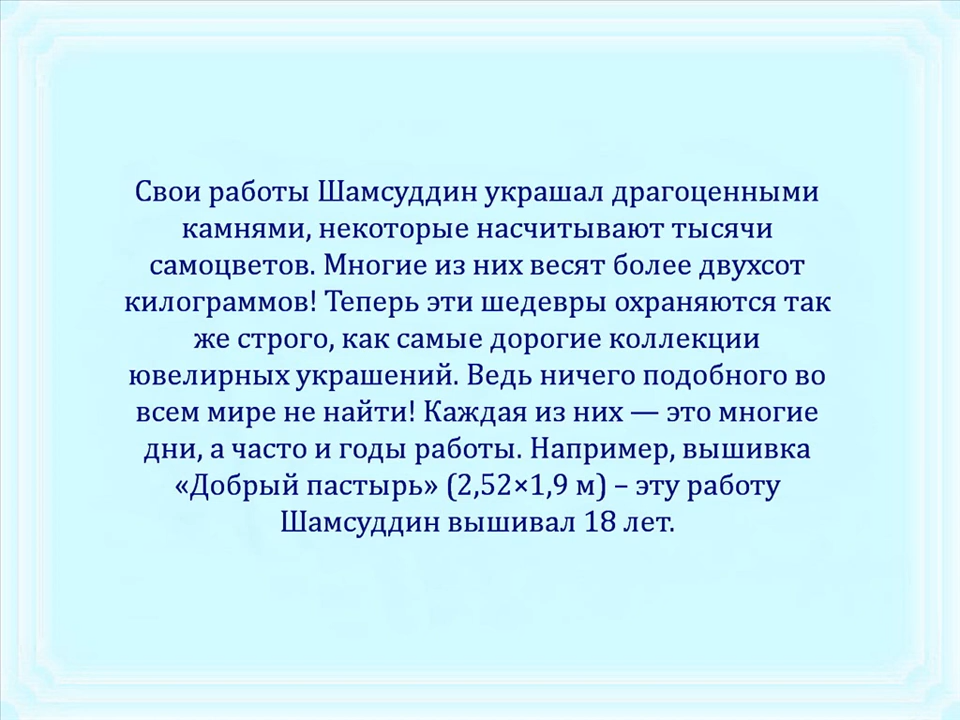 Свои работы Шамсуддин украшал драгоценными
камнями, некоторые насчитывают тысячи
самоцветов. Многие из них весят более двухсот
килограммов! Теперь эти шедевры охраняются так
же строго, как самые дорогие коллекции
ювелирных украшений. Ведь ничего подобного во
всем мире не найти! Каждая из них — это многие
дни, а часто и годы работы. Например, вышивка
«Добрый пастырь» (2,52×1,9 м) – эту работу
Шамсуддин вышивал 18 лет.